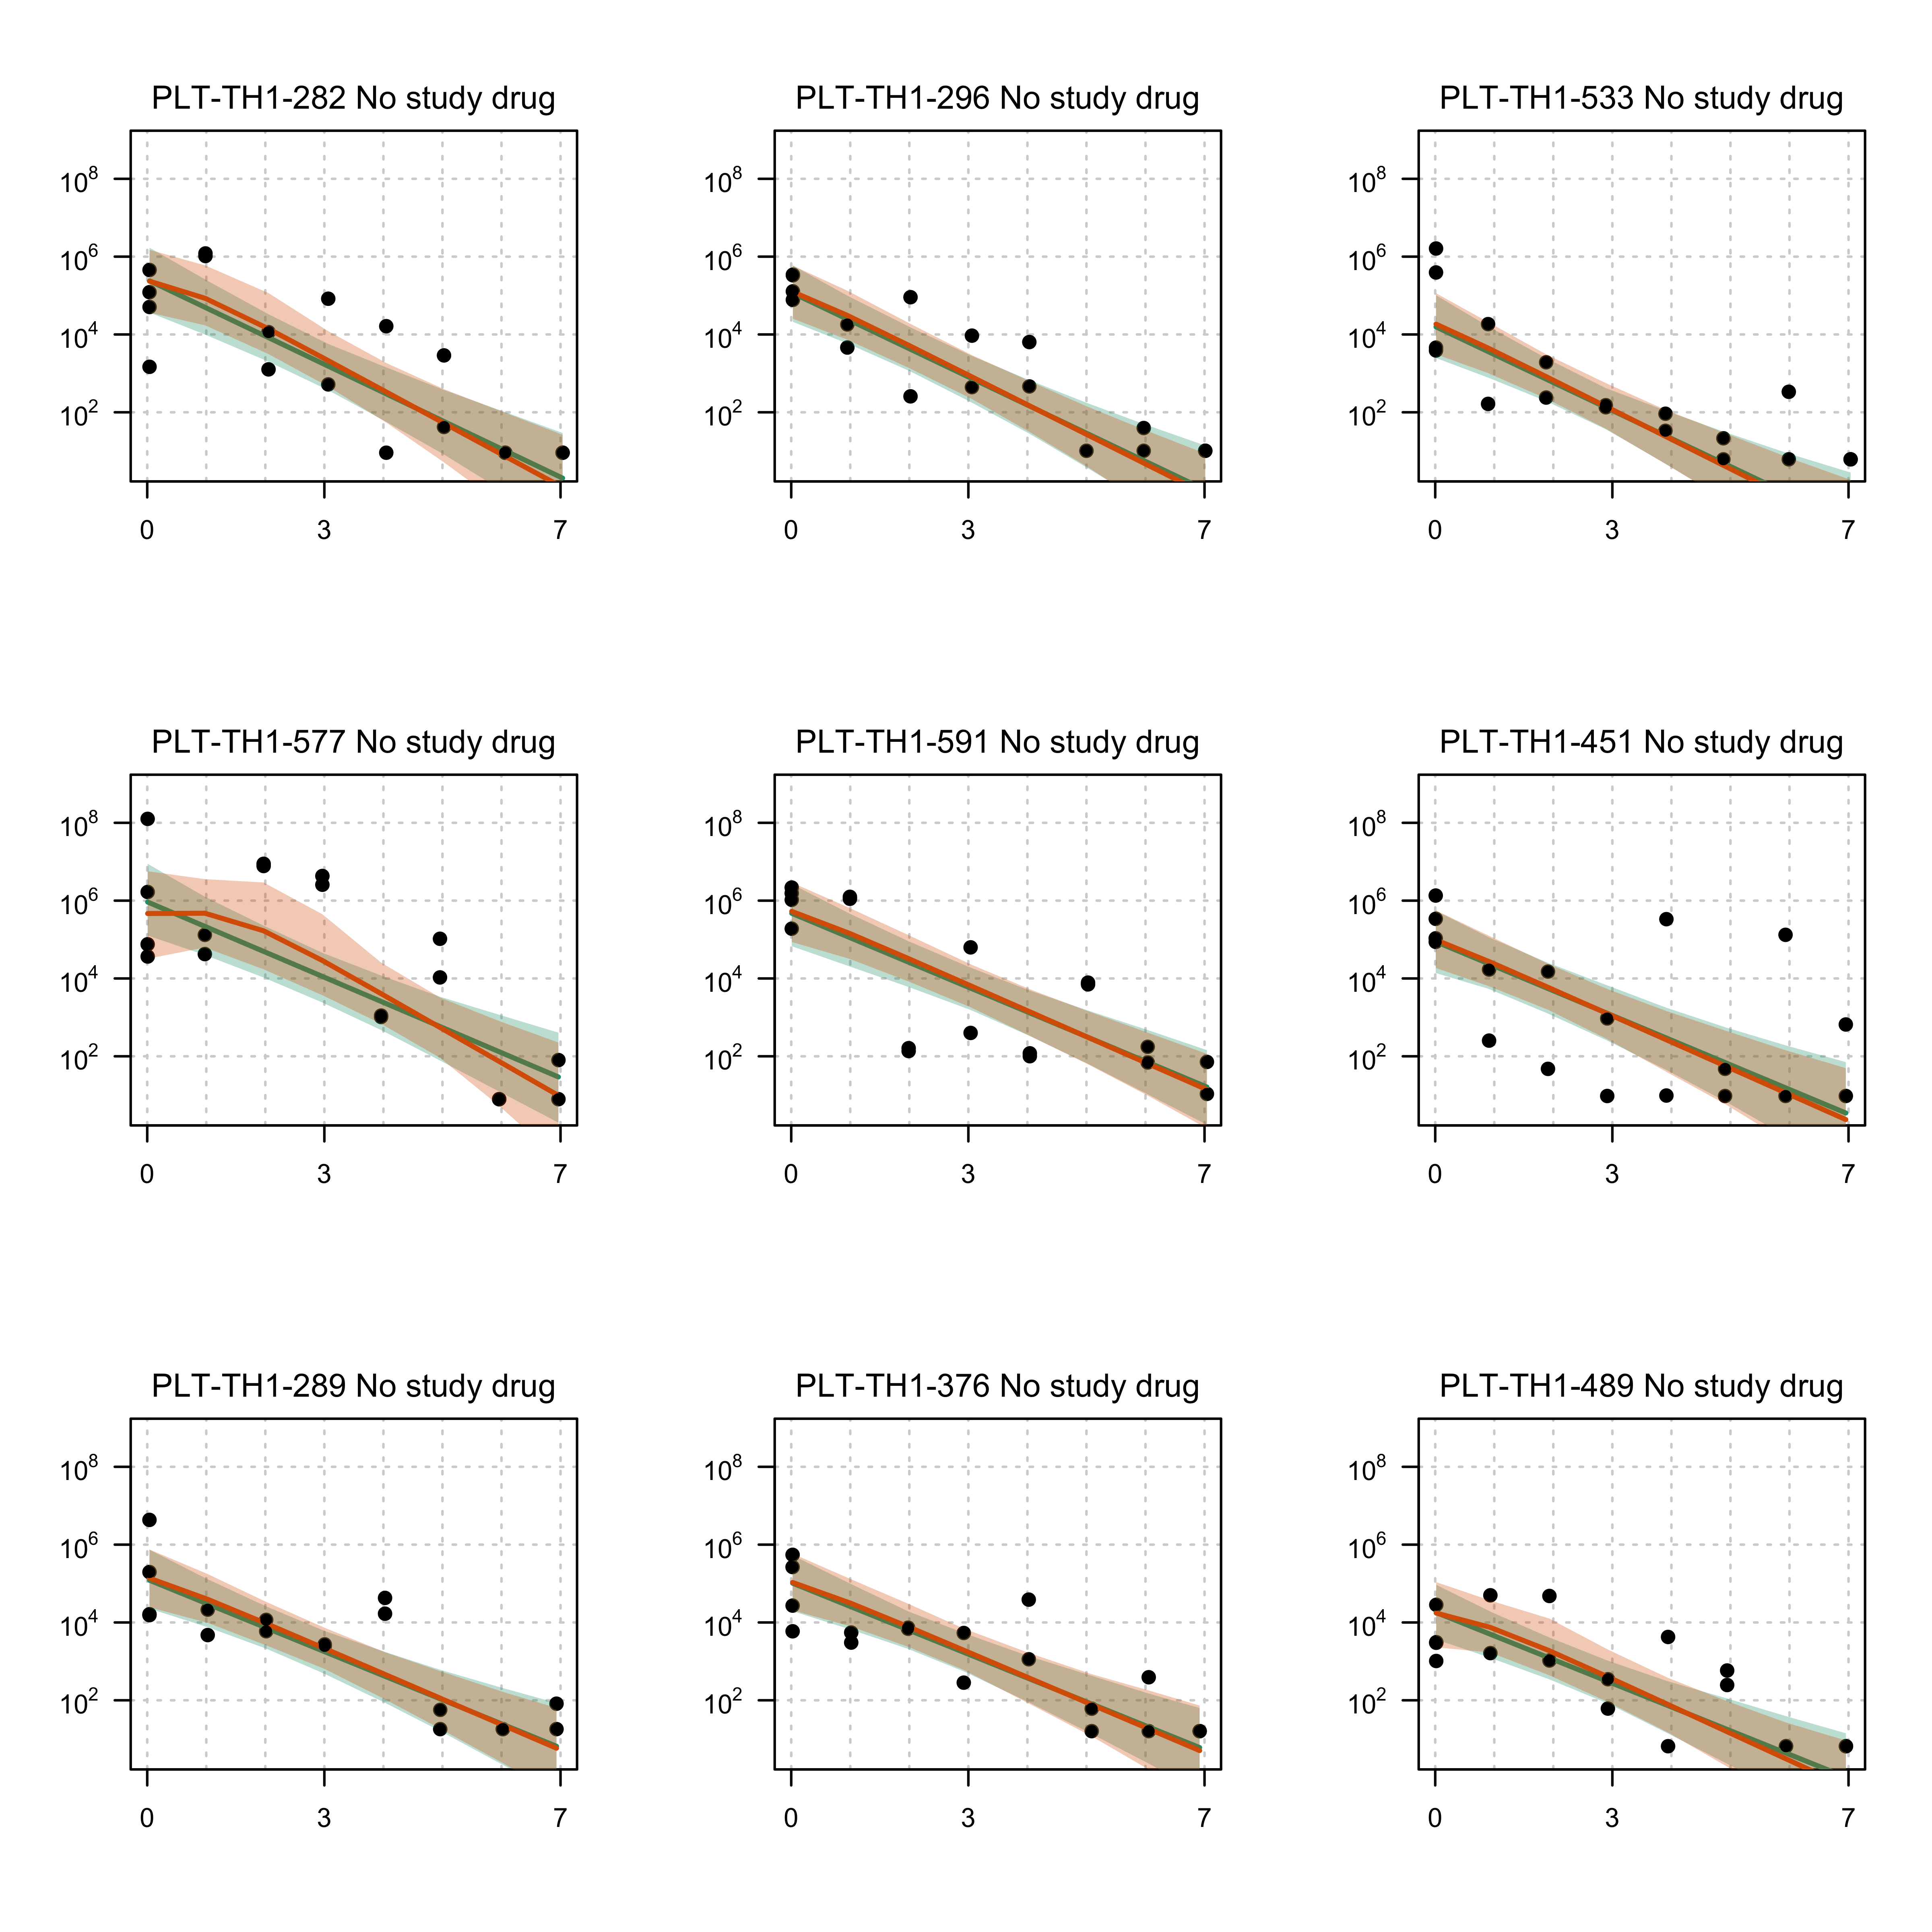 PLT-TH1-282 No study drug
PLT-TH1-296 No study drug
PLT-TH1-533 No study drug
10^8 10^8 10^8
10^6 10^6 10^6
10^4 10^4 10^4
10^2 10^2 10^2
0 3 7 0 3 7 0 3 7
PLT-TH1-577 No study drug
PLT-TH1-591 No study drug
PLT-TH1-451 No study drug
10^8 10^8 10^8
10^6 10^6 10^6
10^4 10^4 10^4
10^2 10^2 10^2
0 3 7 0 3 7 0 3 7
PLT-TH1-289 No study drug
PLT-TH1-376 No study drug
PLT-TH1-489 No study drug
10^8 10^8 10^8
10^6 10^6 10^6
10^4 10^4 10^4
10^2 10^2 10^2
0 3 7 0 3 7 0 3 7